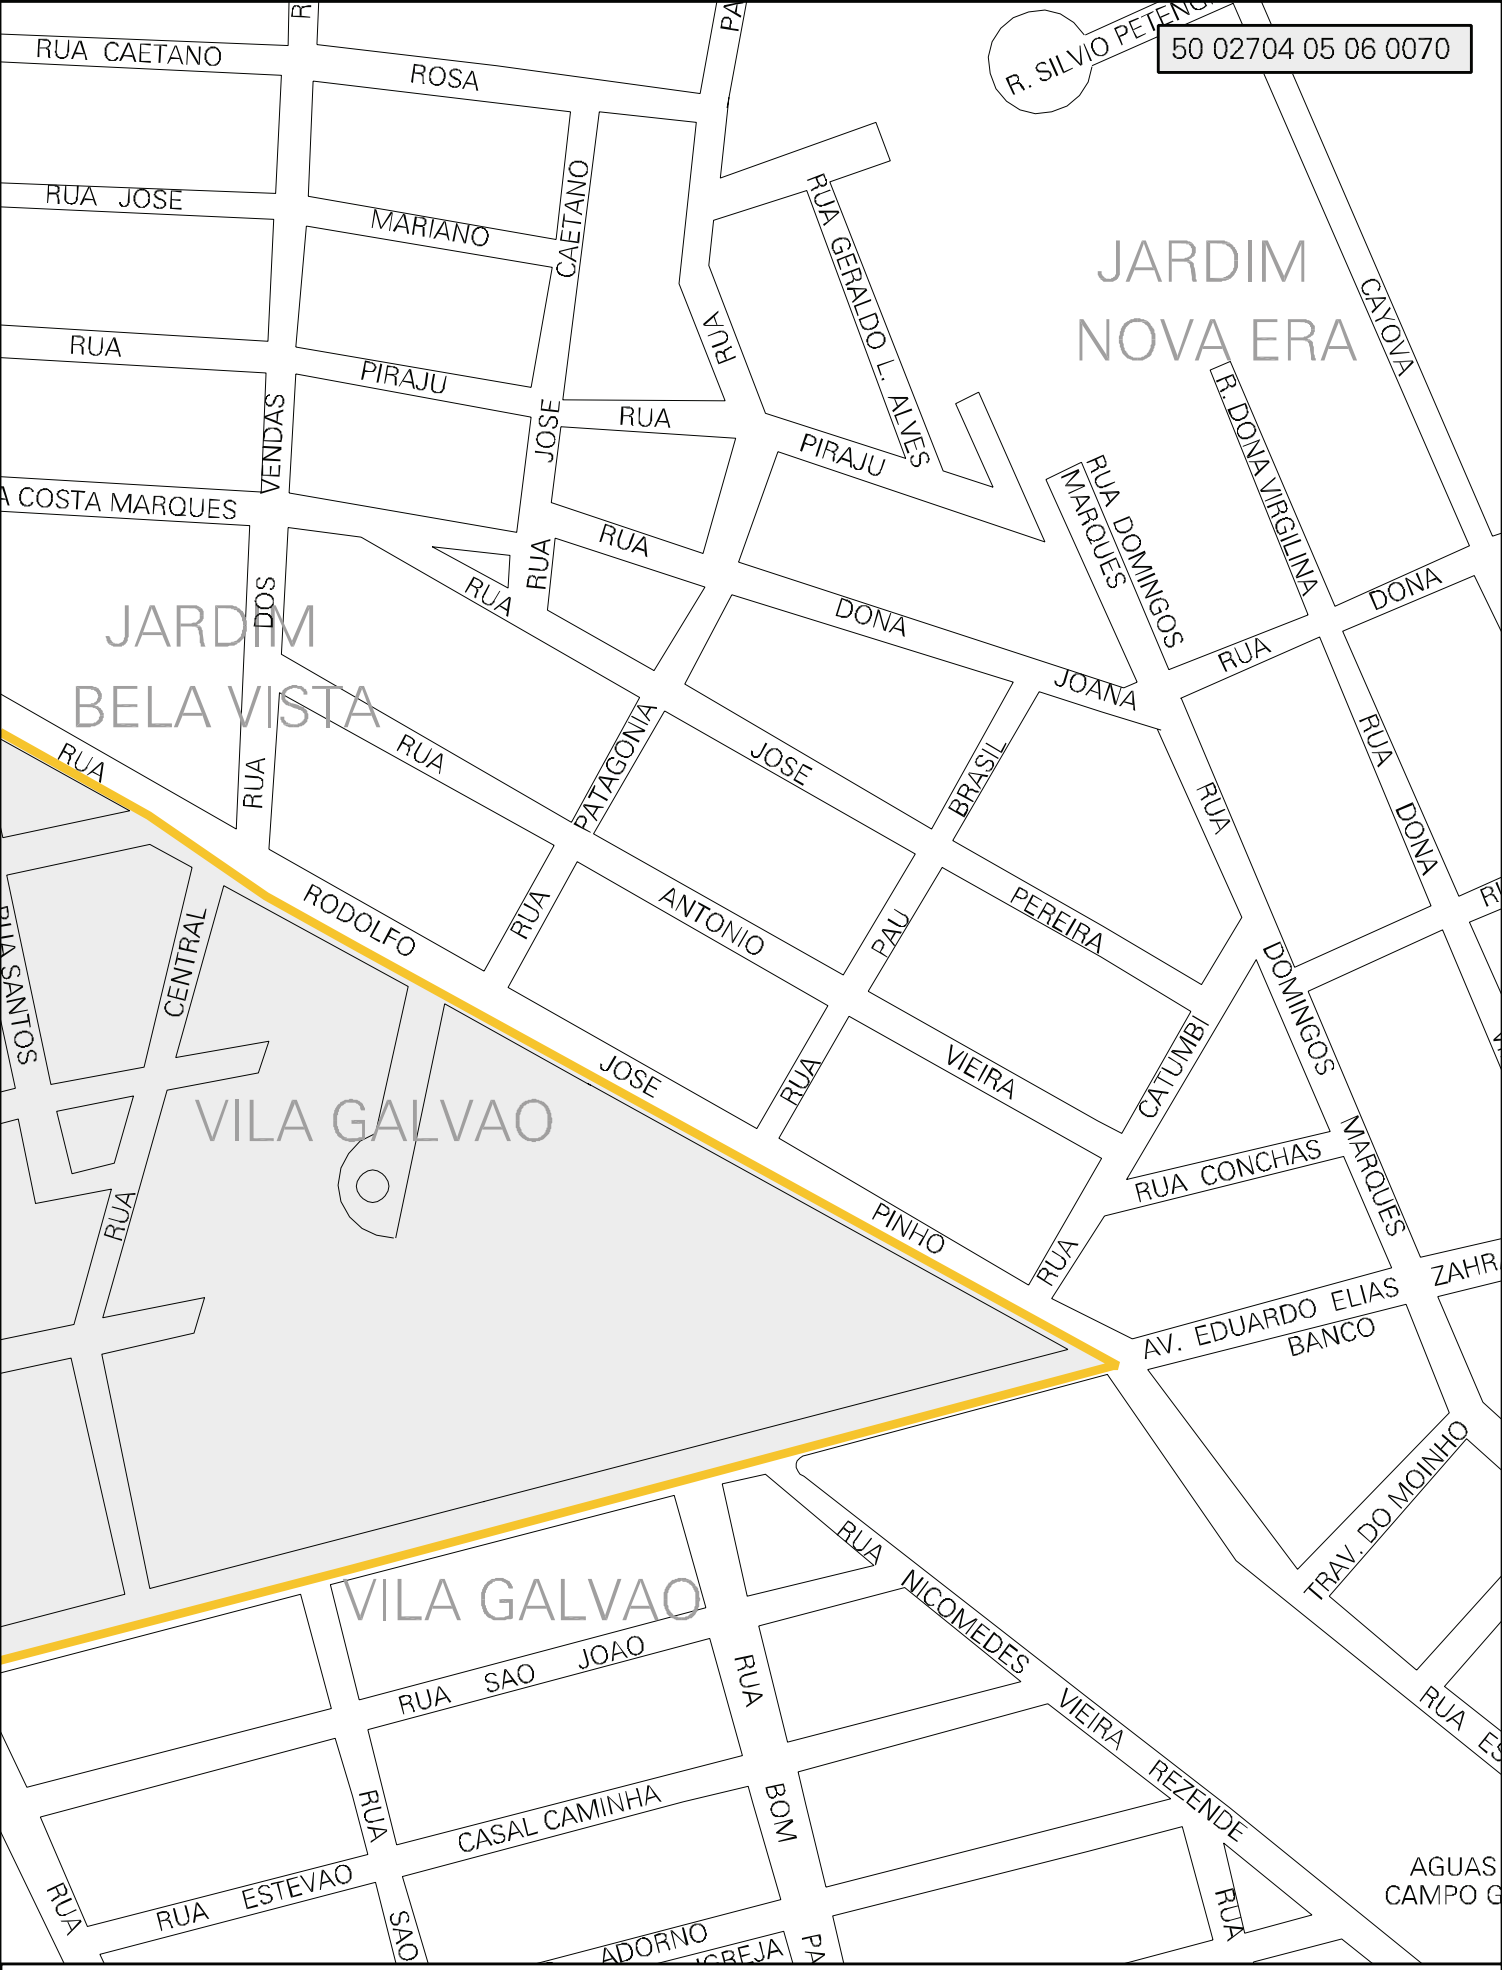 R. SILVIO
50 02704 05 06 0070
RUA CAETANO
ROSA
RUA JOSE
MARIANO
CAETANO
RUA GERALDO L. ALVES
JARDIM
NOVA ERA
CAYOVA
RUA
RUA
PIRAJU
JOSE
RUA
RUA
PIRAJU
VENDAS
R. DONA VIRGILINA
RUA DOMINGOS
MARQUES
COSTA MARQUES
RUA
RUA
RUA
DOS
DONA
DONA
RUA
JOANA
JARDIM
BELA VISTA
RUA
RUA
RUA
PATAGONIA
JOSE
BRASIL
RUA
RUA
DONA
RODOLFO
RUA
ANTONIO
PAU
PEREIRA
DOMINGOS
SANTOS
CENTRAL
JOSE
RUA
VIEIRA
CATUMBI
VILA GALVAO
MARQUES
RUA CONCHAS
RUA
PINHO
RUA
AV. EDUARDO ELIAS
BANCO
TRAV. DO MOINHO
RUA
NICOMEDES
VIEIRA
REZENDE
VILA GALVAO
RUA SAO JOAO
RUA
RUA
BOM
CASAL CAMINHA
RUA
RUA ESTEVAO
SAO
RUA
RUA
ADORNO
AGUAS
CAMPO